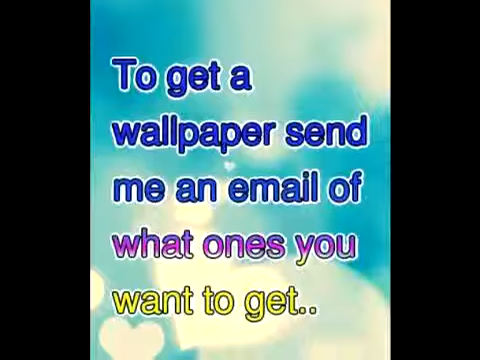 To get a
wallpaper send
me an email of
what ones you
want to get..